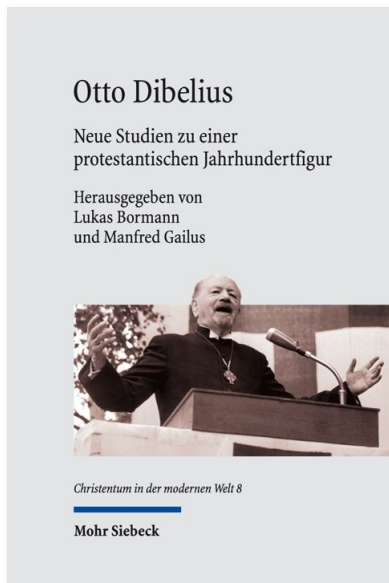 Otto Dibelius
Neue Studien zu einer
protestantischen Jahrhundertfigur
Herausgegeben von
Lukas Bormann
und Manfred Gailus
Christentum in der modernen Welt 8
Mohr Siebeck